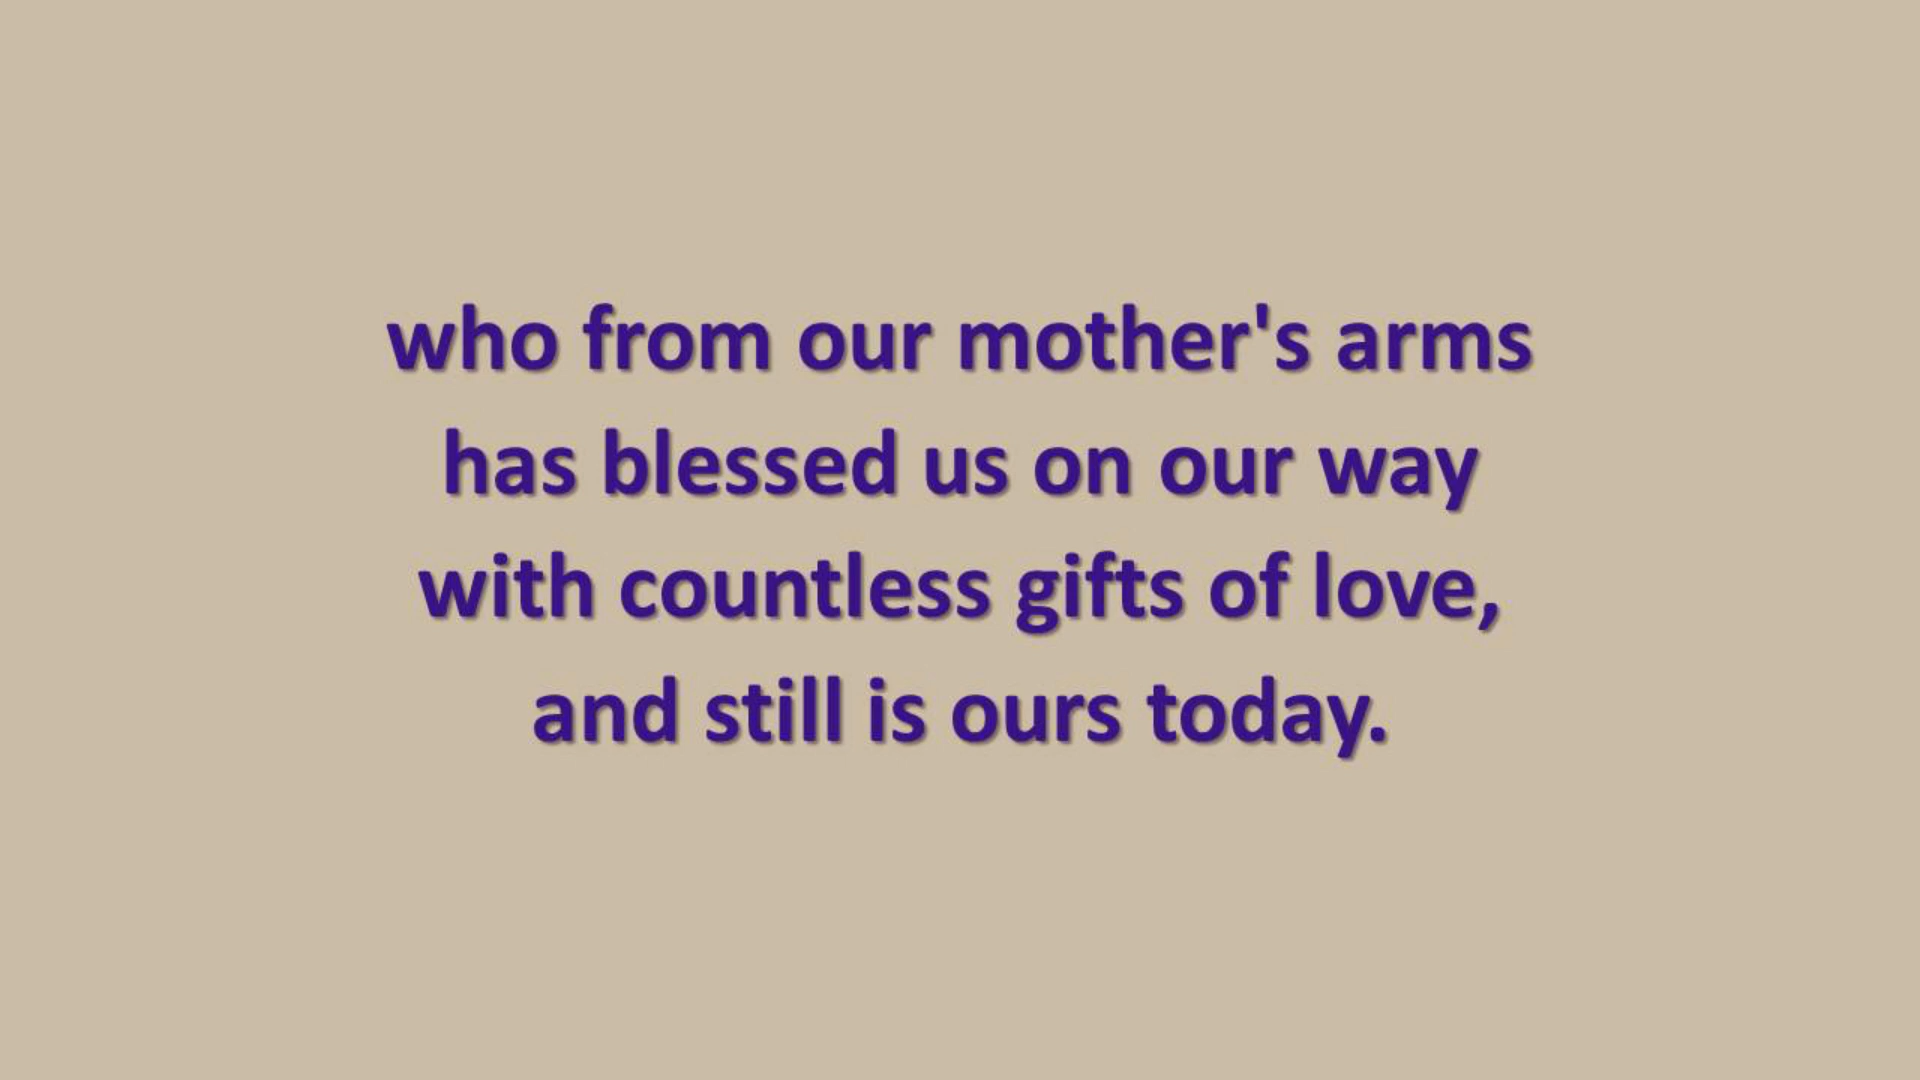 who from our mother's arms
has blessed us on our way
with countless gifts of love,
and still is ours today.